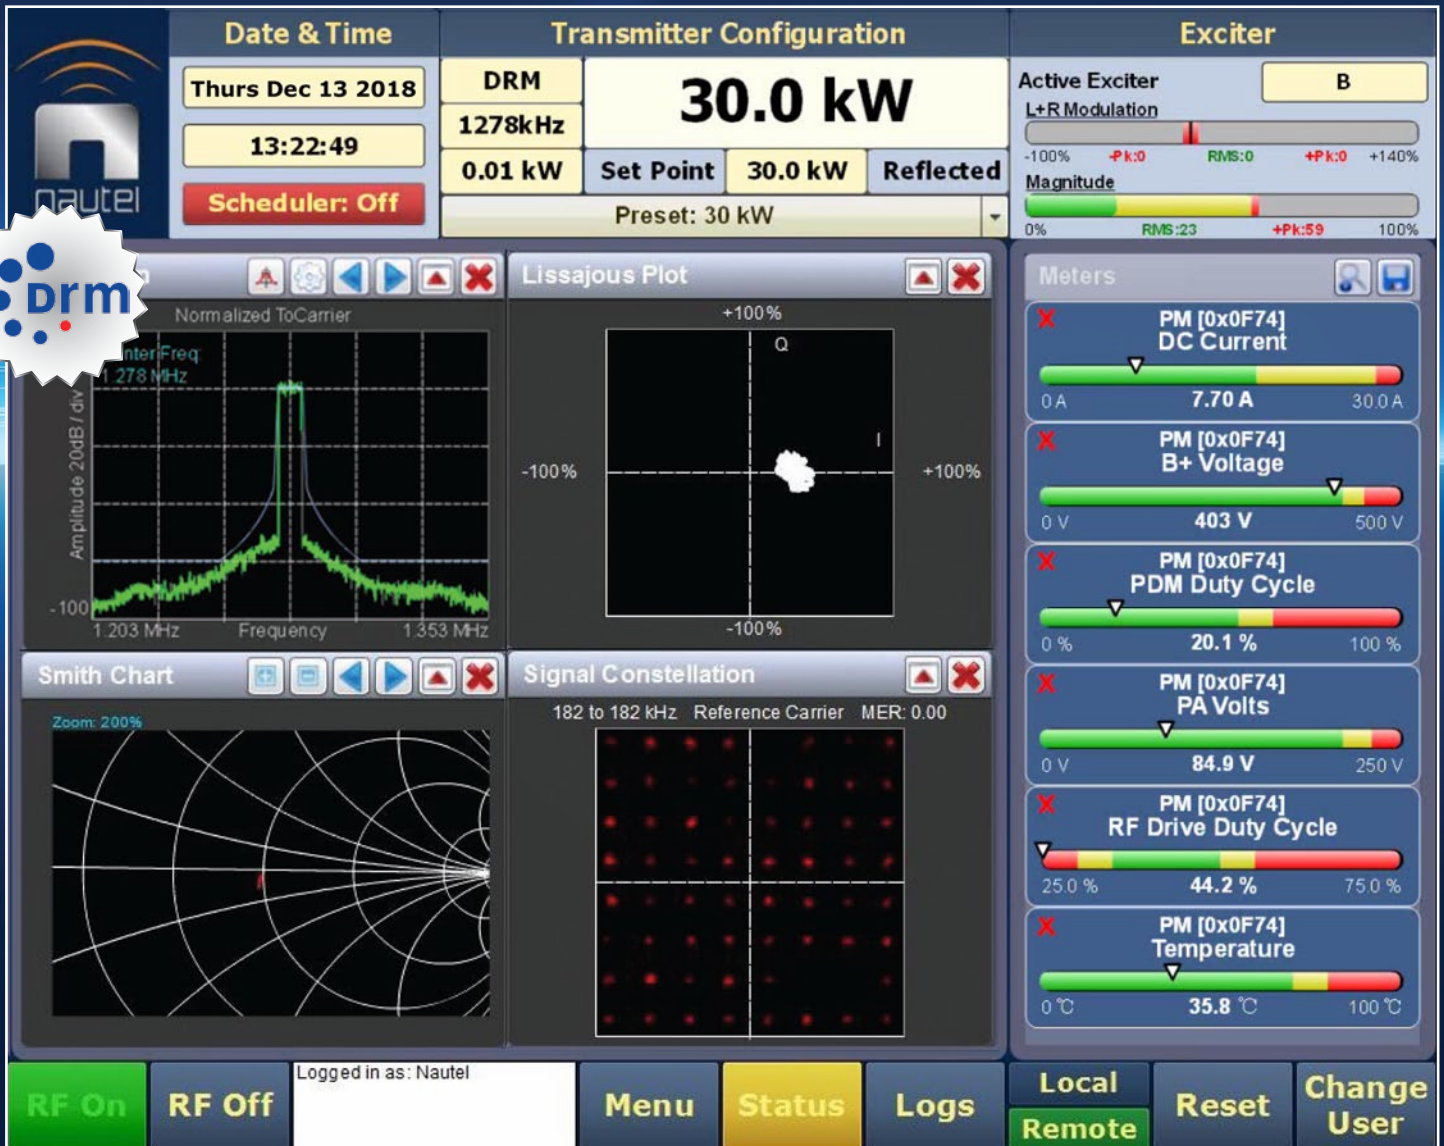 nautel
Date & Time
Thurs Dec 13 2018
13:22:49
Scheduler: Off
Transmitter Configuration
DRM
1278kHz
30.0 kW
0.01 kW
Set Point
30.0 kW
Reflected
Preset: 30 kW
Exciter
Active Exciter
B
L+R Modulation
-100% -Pk:0 RMS:0 +Pk:0 +140%
Magnitude
0% RMS:23 +Pk:59 100%
Drm
Normalized ToCarrier
Freq:
1.278 MHz
Amplitude 20dB / div
-100
1.203 MHz Frequency 1.353 MHz
Lissajous Plot
+100%
Q
I
-100%
+100%
-100%
Smith Chart
Zoom: 200%
Signal Constellation
182 to 182 kHz Reference Carrier MER: 0.00
Meters
PM [0x0F74]
DC Current
0 A 7.70 A 30.0 A
PM [0x0F74]
B+ Voltage
0 V 403 V 500 V
PM [0x0F74]
PDM Duty Cycle
0 % 20.1 % 100 %
PM [0x0F74]
PA Volts
0 V 84.9 V 250 V
PM [0x0F74]
RF Drive Duty Cycle
25.0 % 44.2 % 75.0 %
PM [0x0F74]
Temperature
0 °C 35.8 °C 100 °C
RF On
RF Off
Logged in as: Nautel
Menu
Status
Logs
Local
Remote
Reset
Change
User